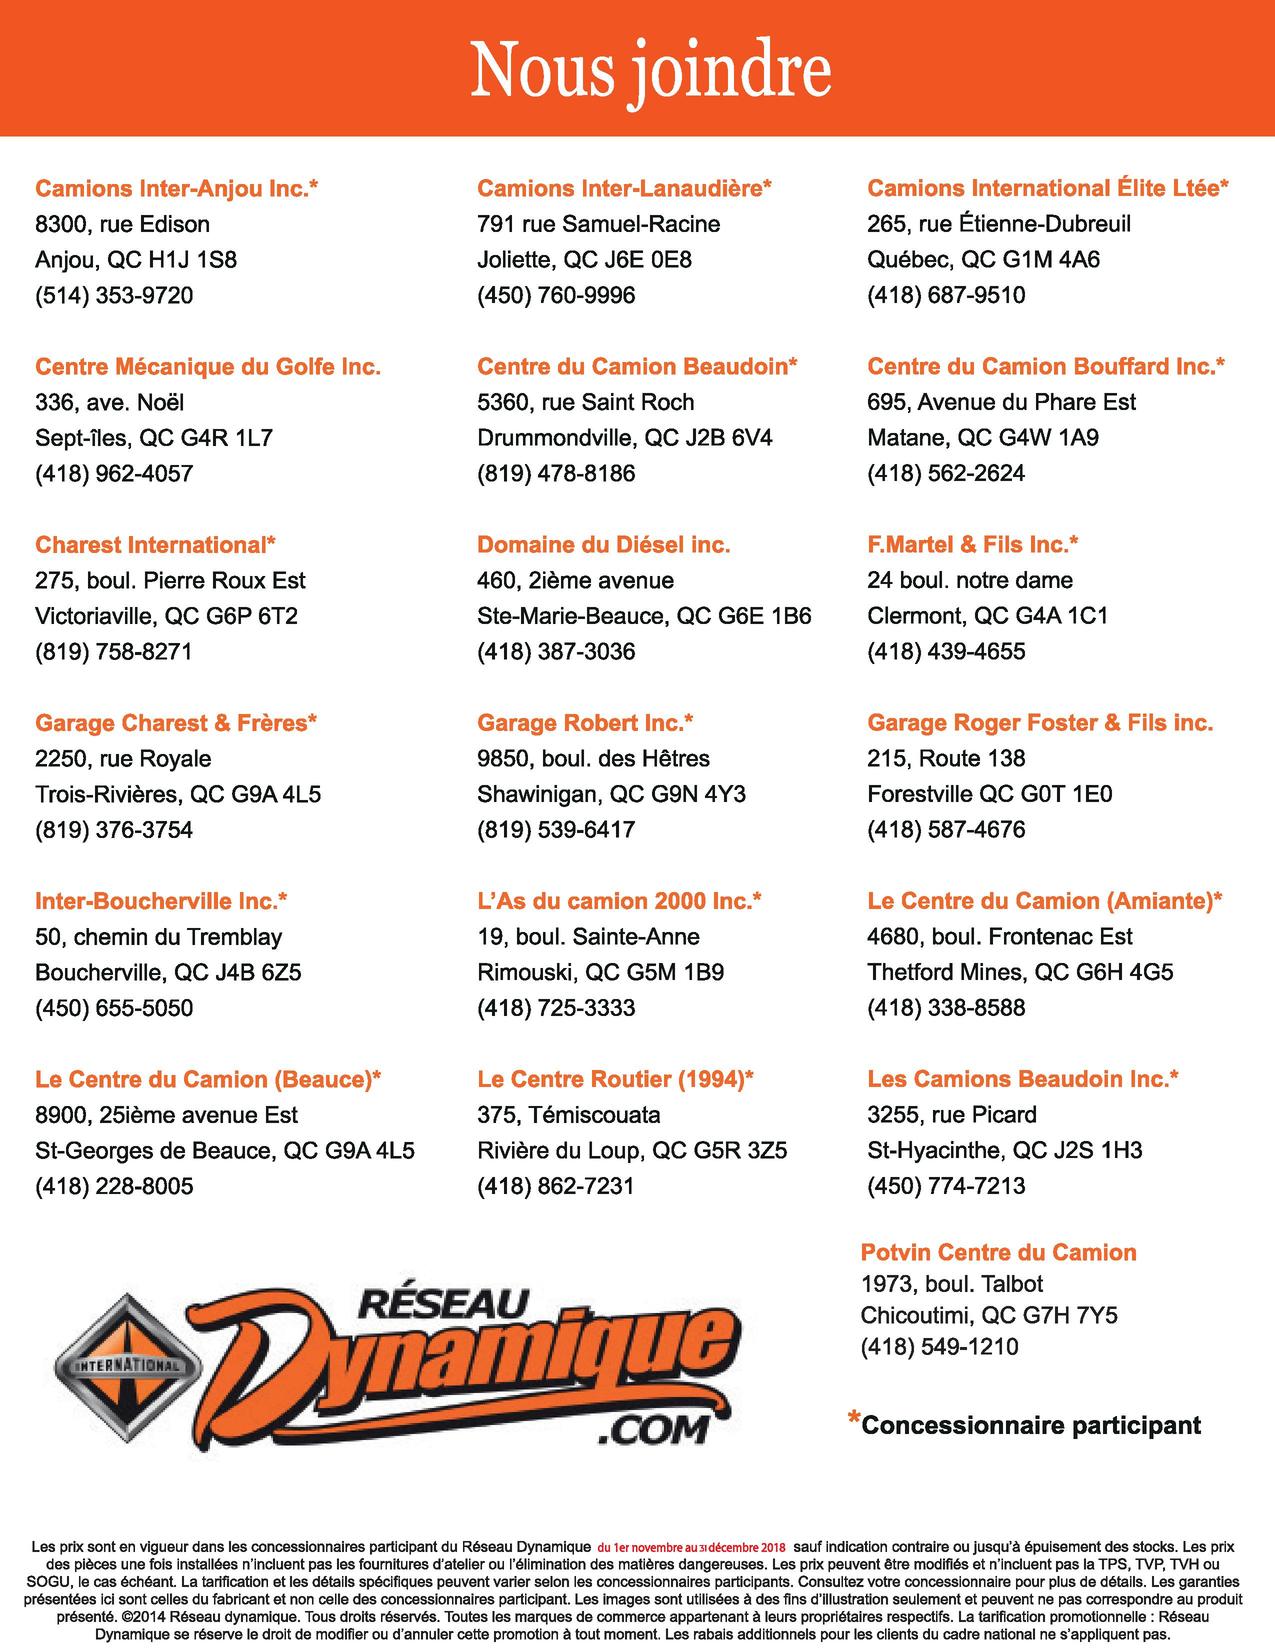 Nous joindre
Camions Inter-Anjou Inc.*
8300, rue Edison
Anjou, QC H1J 1S8
(514) 353-9720
Camions Inter-Lanaudière*
791 rue Samuel-Racine
Joliette, QC J6E 0E8
(450) 760-9996
Camions International Élite Ltée*
265, rue Étienne-Dubreuil
Québec, QC G1M 4A6
(418) 687-9510
Centre Mécanique du Golfe Inc.
336, ave. Noël
Sept-îles, QC G4R 1L7
(418) 962-4057
Centre du Camion Beaudoin*
5360, rue Saint Roch
Drummondville, QC J2B 6V4
(819) 478-8186
Centre du Camion Bouffard Inc.*
695, Avenue du Phare Est
Matane, QC G4W 1A9
(418) 562-2624
Charest International*
275, boul. Pierre Roux Est
Victoriaville, QC G6P 6T2
(819) 758-8271
Domaine du Diésel inc.
460, 2ième avenue
Ste-Marie-Beauce, QC G6E 1B6
(418) 387-3036
F.Martel & Fils Inc.*
24 boul. notre dame
Clermont, QC G4A 1C1
(418) 439-4655
Garage Charest & Frères*
2250, rue Royale
Trois-Rivières, QC G9A 4L5
(819) 376-3754
Garage Robert Inc.*
9850, boul. des Hêtres
Shawinigan, QC G9N 4Y3
(819) 539-6417
Garage Roger Foster & Fils inc.
215, Route 138
Forestville QC G0T 1E0
(418) 587-4676
Inter-Boucherville Inc.*
50, chemin du Tremblay
Boucherville, QC J4B 6Z5
(450) 655-5050
L'As du camion 2000 Inc.*
19, boul. Sainte-Anne
Rimouski, QC G5M 1B9
(418) 725-3333
Le Centre du Camion (Amiante)*
4680, boul. Frontenac Est
Thetford Mines, QC G6H 4G5
(418) 338-8588
Le Centre du Camion (Beauce)*
8900, 25ième avenue Est
St-Georges de Beauce, QC G9A 4L5
(418) 228-8005
Le Centre Routier (1994)*
375, Témiscouata
Rivière du Loup, QC G5R 3Z5
(418) 862-7231
Les Camions Beaudoin Inc.*
3255, rue Picard
St-Hyacinthe, QC J2S 1H3
(450) 774-7213
Potvin Centre du Camion
1973, boul. Talbot
Chicoutimi, QC G7H 7Y5
(418) 549-1210
INTERNATIONAL
RÉSEAU
Dynamique
.COM
*Concessionnaire participant
Les prix sont en vigueur dans les concessionnaires participant du Réseau Dynamique du 1er novembre au 31 décembre 2018 sauf indication contraire ou jusqu'à épuisement des stocks. Les prix
des pièces une fois installées n'incluent pas les fournitures d'atelier ou l'élimination des matières dangereuses. Les prix peuvent être modifiés et n'incluent pas la TPS, TVP, TVH ou
SOGU, le cas échéant. La tarification et les détails spécifiques peuvent varier selon les concessionnaires participants. Consultez votre concessionnaire pour plus de détails. Les garanties
présentées ici sont celles du fabricant et non celle des concessionnaires participant. Les images sont utilisées à des fins d'illustration seulement et peuvent ne pas correspondre au produit
présenté. ©2014 Réseau dynamique. Tous droits réservés. Toutes les marques de commerce appartenant à leurs propriétaires respectifs. La tarification promotionnelle : Réseau
Dynamique se réserve le droit de modifier ou d'annuler cette promotion à tout moment. Les rabais additionnels pour les clients du cadre national ne s'appliquent pas.